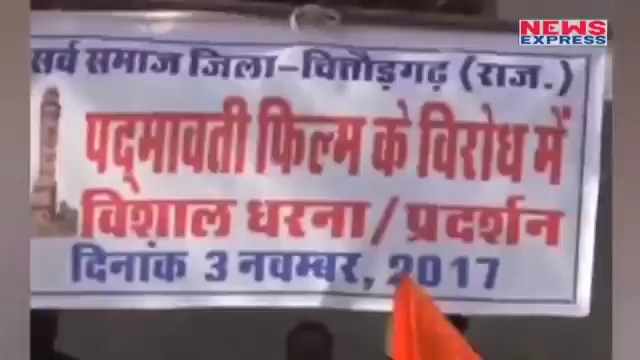 NEWS
EXPRESS
सर्व समाज जिला-चित्तौड़गढ़ (राज.)
पद्मावती फिल्म के विरोध में
विशाल धरना/प्रदर्शन
दिनांक 3 नवम्बर, 2017